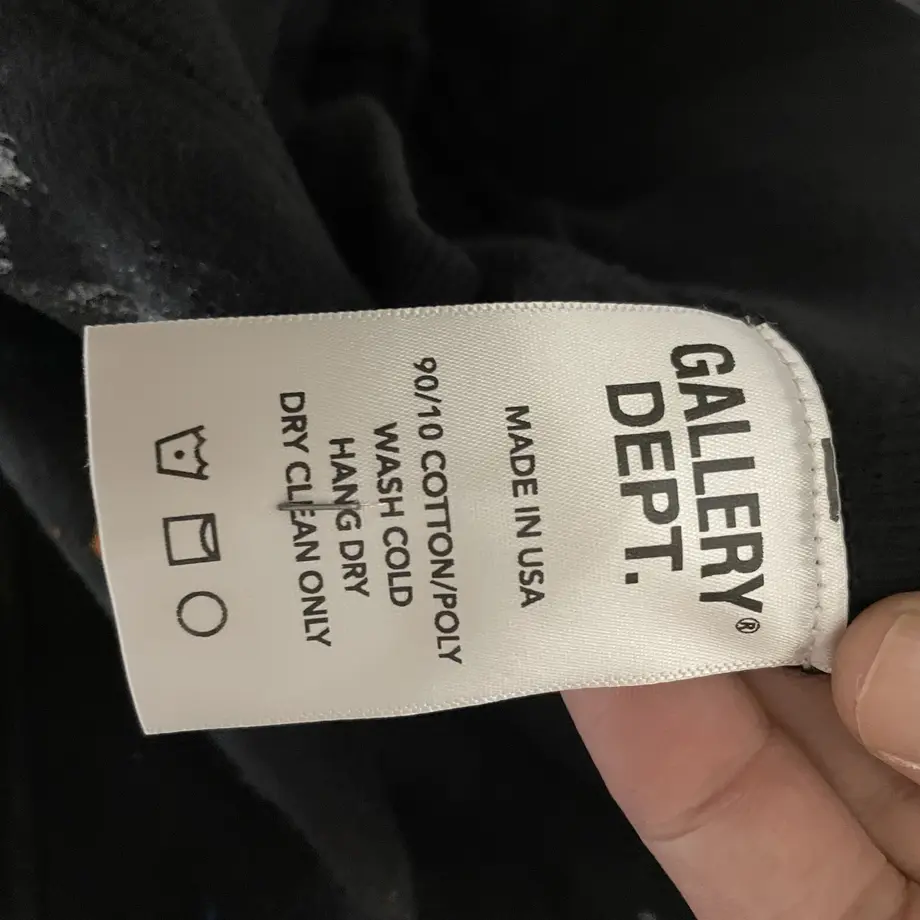 GALLERY®
DEPT.
MADE IN USA
90/10 COTTON/POLY
WASH COLD
HANG DRY
DRY CLEAN ONLY